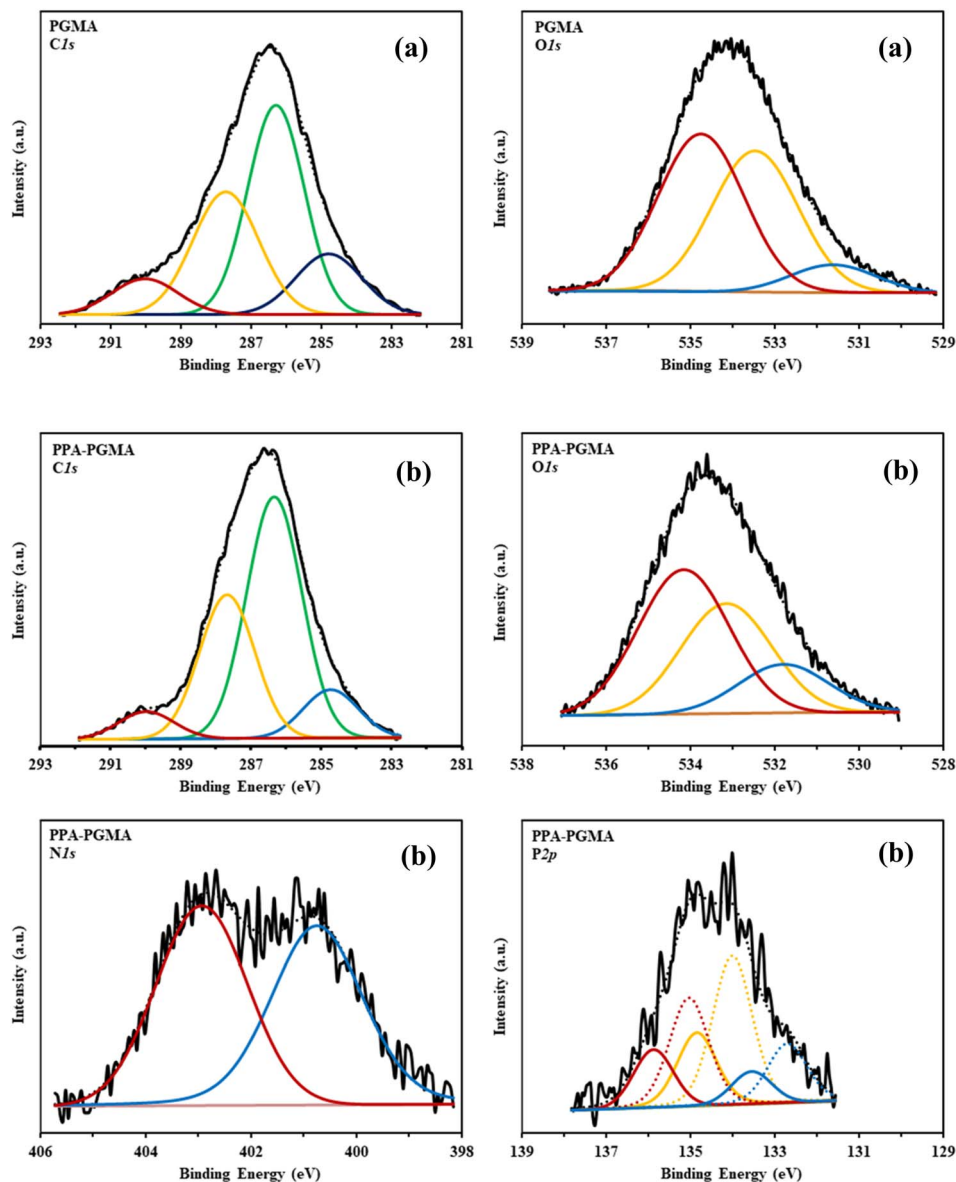 PGMA
C1s
(a)
Intensity (a.u.)
293 291 289 287 285 283 281
Binding Energy (eV)
PGMA
O1s
(a)
Intensity (a.u.)
539 537 535 533 531 529
Binding Energy (eV)
PPA-PGMA
C1s
(b)
Intensity (a.u.)
293 291 289 287 285 283 281
Binding Energy (eV)
PPA-PGMA
O1s
(b)
Intensity (a.u.)
538 536 534 532 530 528
Binding Energy (eV)
PPA-PGMA
N1s
(b)
Intensity (a.u.)
406 404 402 400 398
Binding Energy (eV)
PPA-PGMA
P2p
(b)
Intensity (a.u.)
139 137 135 133 131 129
Binding Energy (eV)